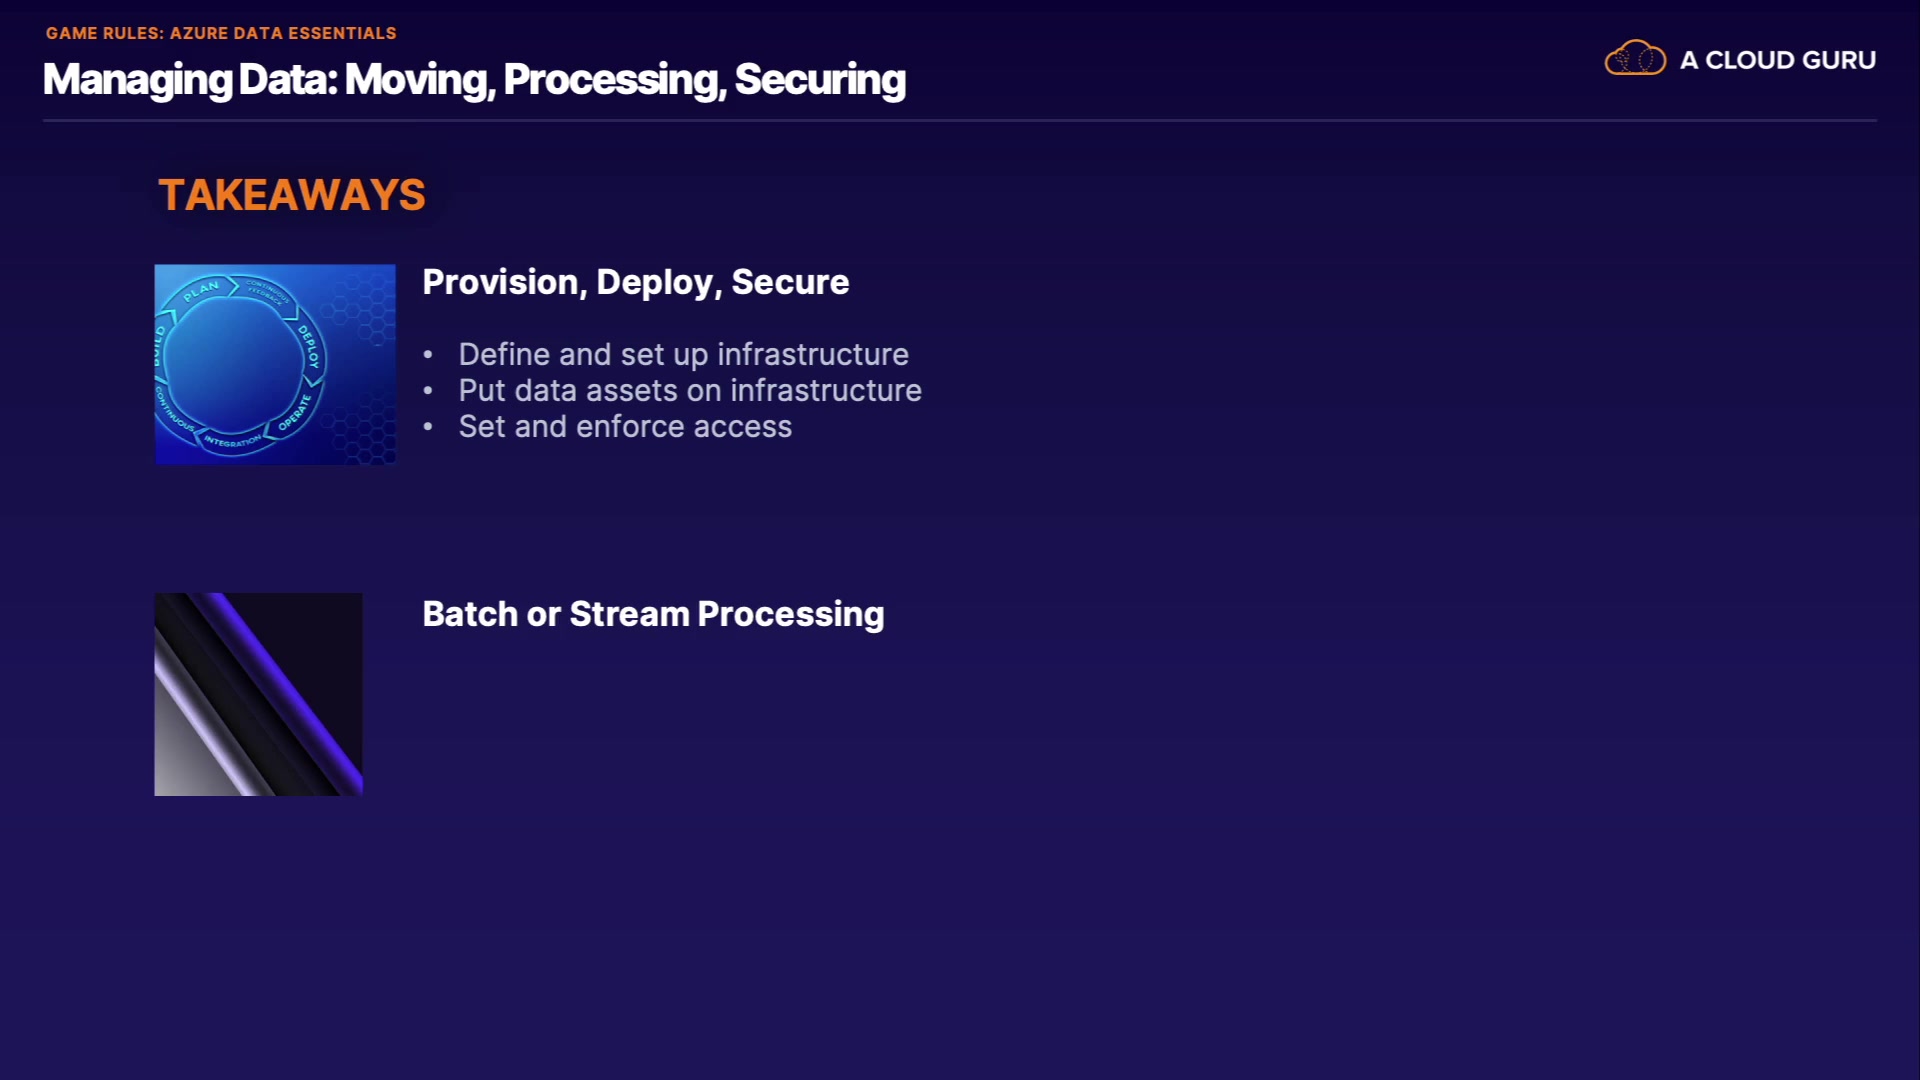 GAME RULES: AZURE DATA ESSENTIALS
Managing Data: Moving, Processing, Securing
A CLOUD GURU
TAKEAWAYS
PLAN
CONTINUOUS
FEEDBACK
DEPLOY
OPERATE
INTEGRATION
CONTINUOUS
BUILD
Provision, Deploy, Secure
• Define and set up infrastructure
• Put data assets on infrastructure
• Set and enforce access
Batch or Stream Processing